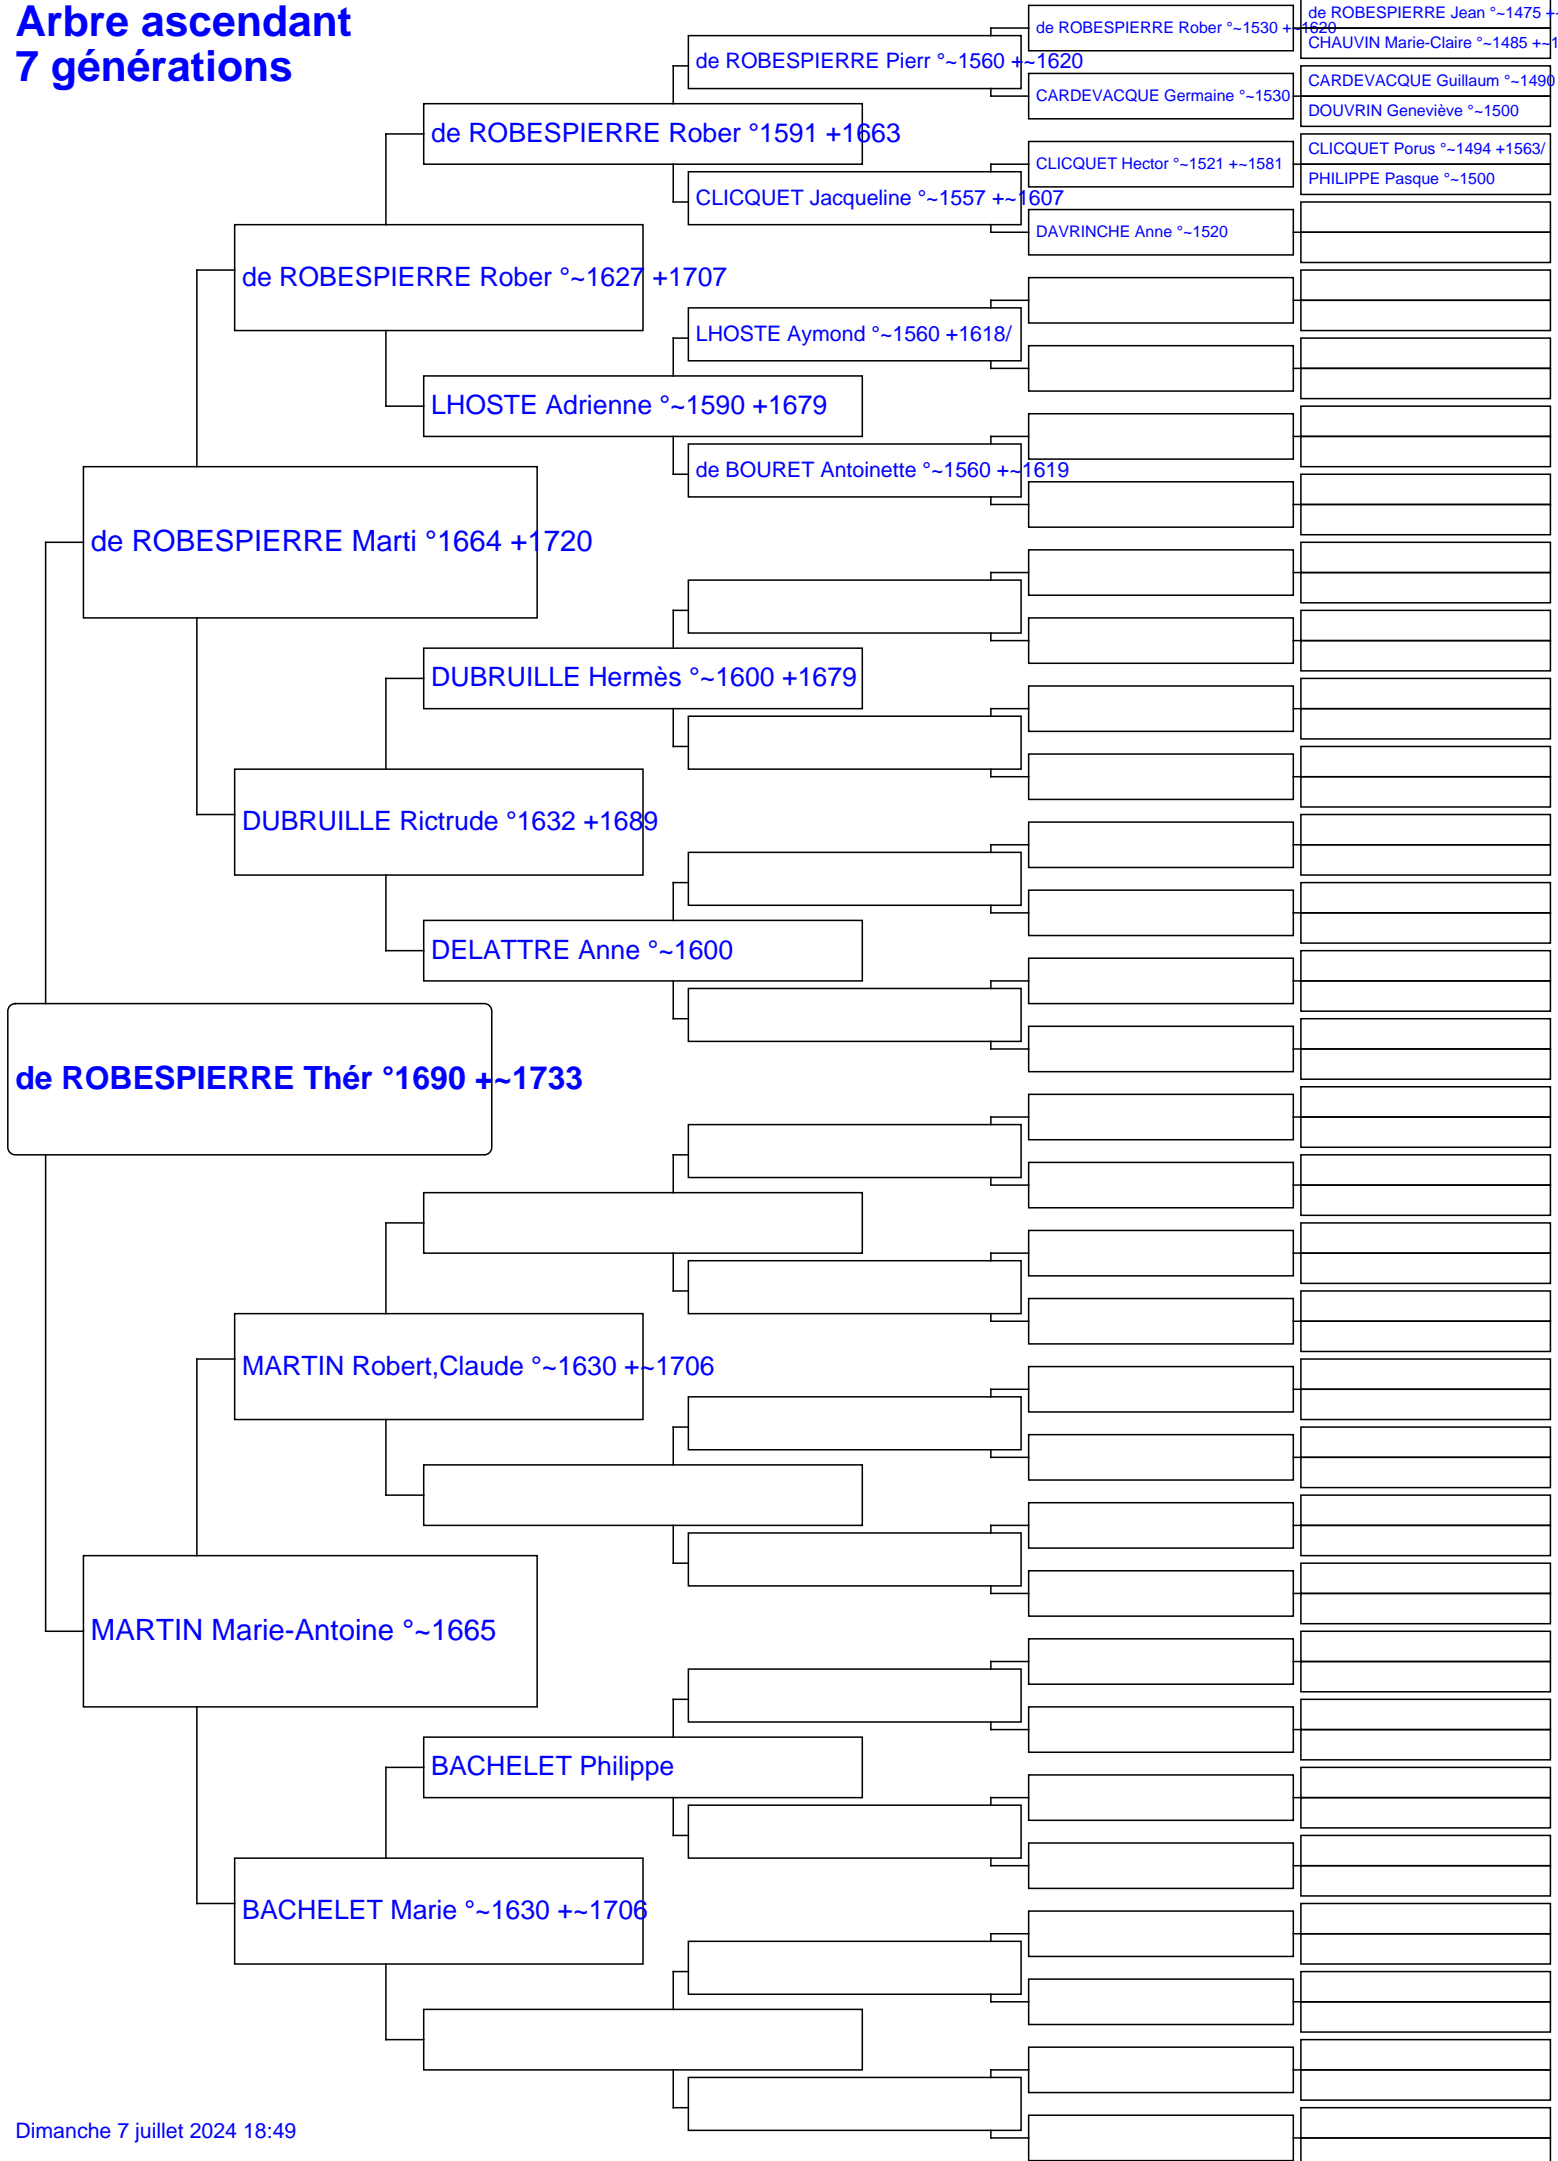 Arbre ascendant
7 générations
de ROBESPIERRE Jean °~1475 +~
de ROBESPIERRE Rober °~1530 +~1620
CHAUVIN Marie-Claire °~1485 +~1
de ROBESPIERRE Pierr °~1560 +~1620
CARDEVACQUE Guillaum °~1490
CARDEVACQUE Germaine °~1530
DOUVRIN Geneviève °~1500
de ROBESPIERRE Rober °1591 +1663
CLICQUET Porus °~1494 +1563/
CLICQUET Hector °~1521 +~1581
PHILIPPE Pasque °~1500
CLICQUET Jacqueline °~1557 +~1607
DAVRINCHE Anne °~1520
de ROBESPIERRE Rober °~1627 +1707
LHOSTE Aymond °~1560 +1618/
LHOSTE Adrienne °~1590 +1679
de BOURET Antoinette °~1560 +~1619
de ROBESPIERRE Marti °1664 +1720
DUBRUILLE Hermès °~1600 +1679
DUBRUILLE Rictrude °1632 +1689
DELATTRE Anne °~1600
de ROBESPIERRE Thér °1690 +~1733
MARTIN Robert,Claude °~1630 +~1706
MARTIN Marie-Antoine °~1665
BACHELET Philippe
BACHELET Marie °~1630 +~1706
Dimanche 7 juillet 2024 18:49